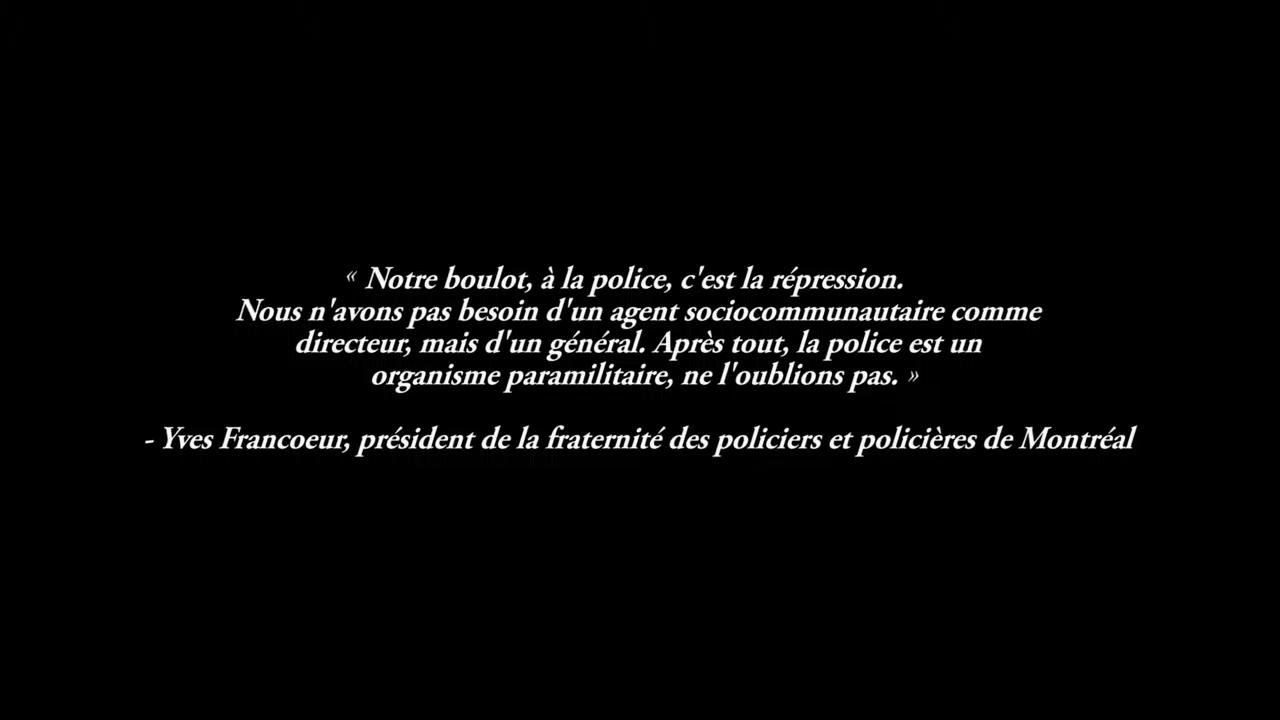 « Notre boulot, à la police, c'est la répression.
Nous n'avons pas besoin d'un agent sociocommunautaire comme
directeur, mais d'un général. Après tout, la police est un
organisme paramilitaire, ne l'oublions pas. »
- Yves Francoeur, président de la fraternité des policiers et policières de Montréal